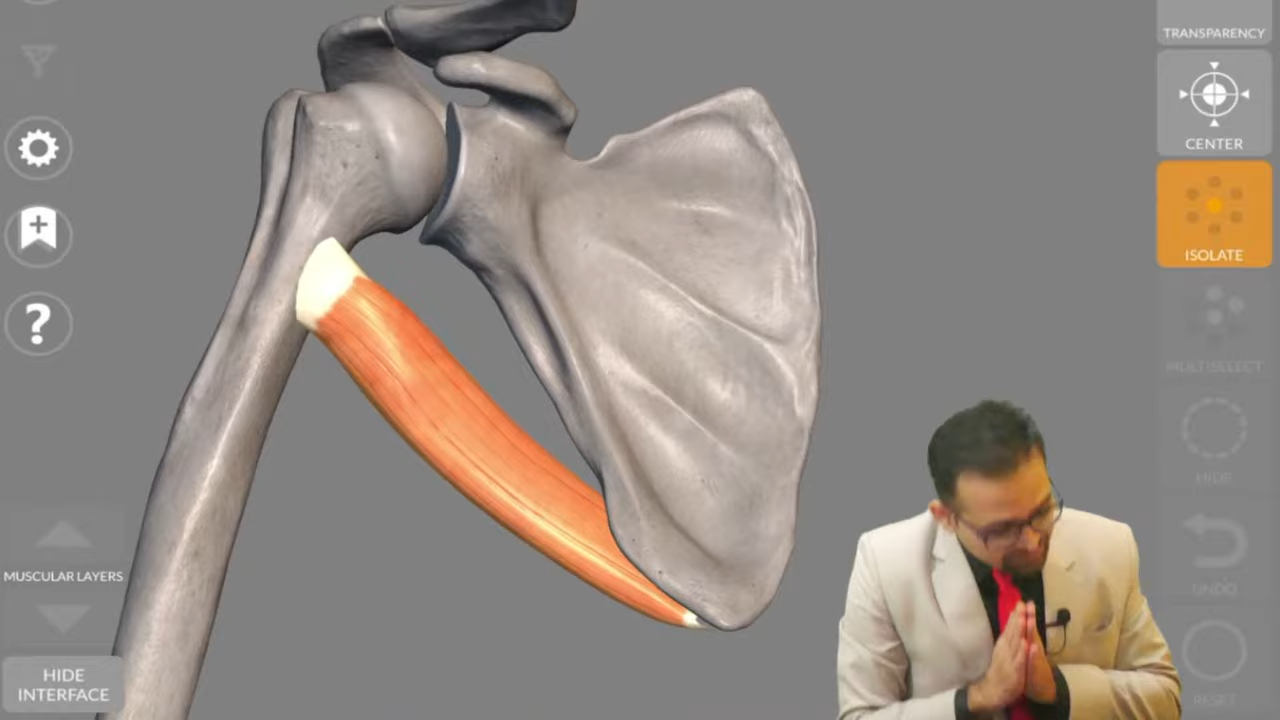 TRANSPARENCY
CENTER
ISOLATE
?
MULTISELECT
HIDE
MUSCULAR LAYERS
UNDO
HIDE
INTERFACE
RESET